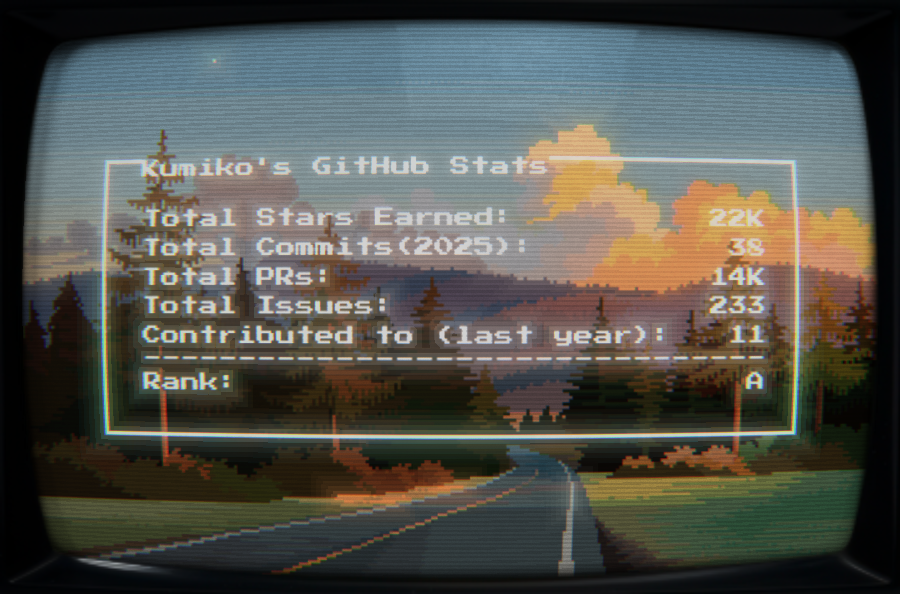 Kumiko's GitHub Stats
Total Stars Earned: 22K
Total Commits(2025): 38
Total PRs: 14K
Total Issues: 233
Contributed to (last year): 11
Rank: A